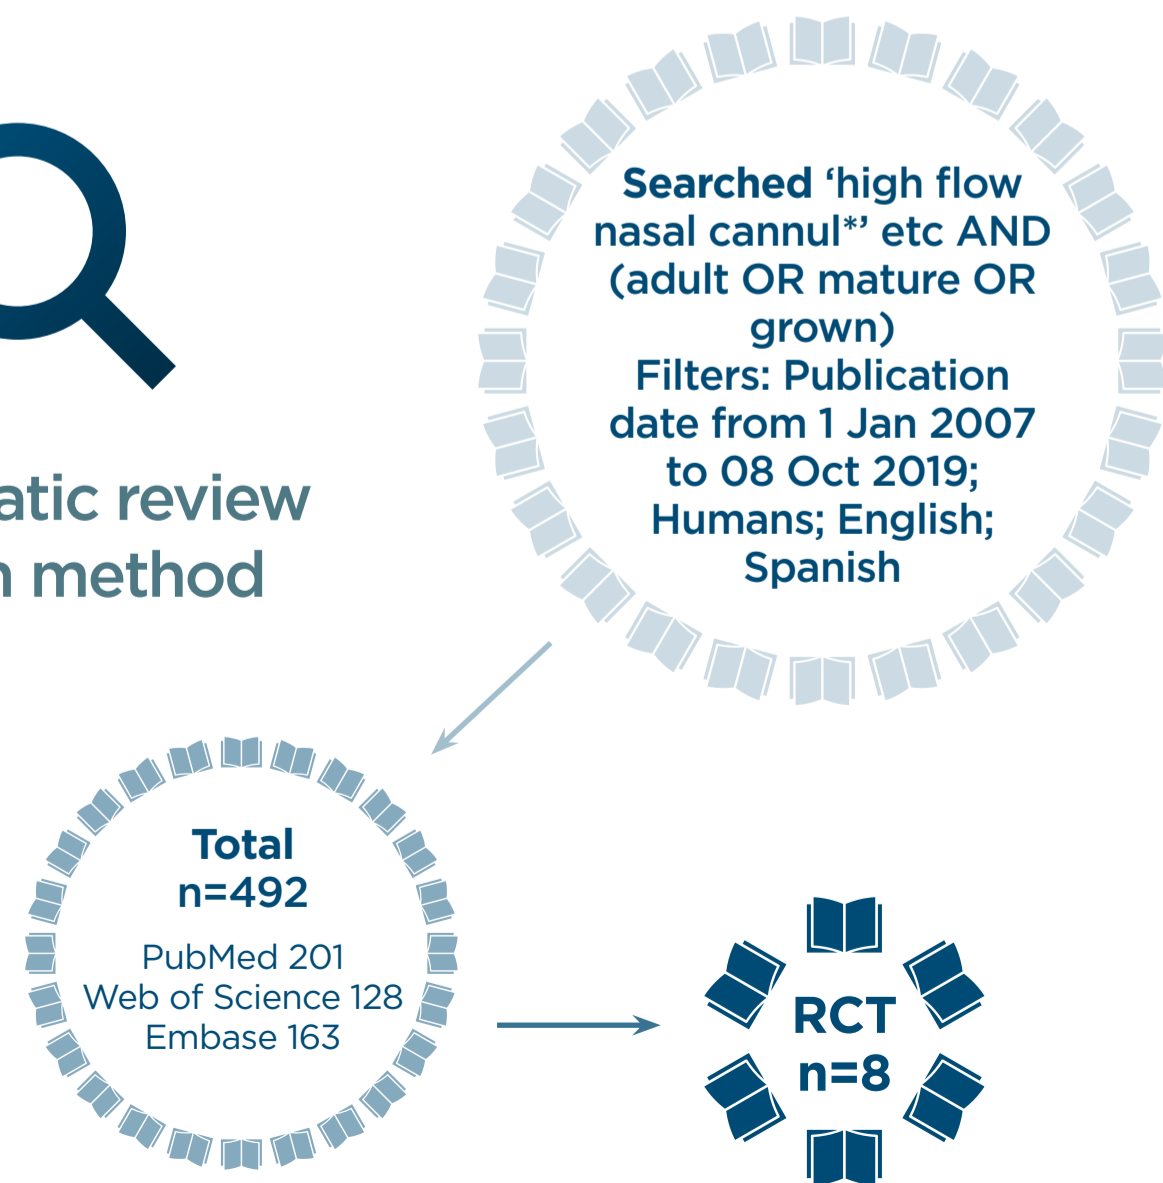 Searched ‘high flow
nasal cannul*’ etc AND
(adult OR mature OR
grown)
Filters: Publication
date from 1 Jan 2007
to 08 Oct 2019;
Humans; English;
Spanish
atic review
method
Total
n=492
PubMed 201
Web of Science 128
Embase 163
RCT
n=8